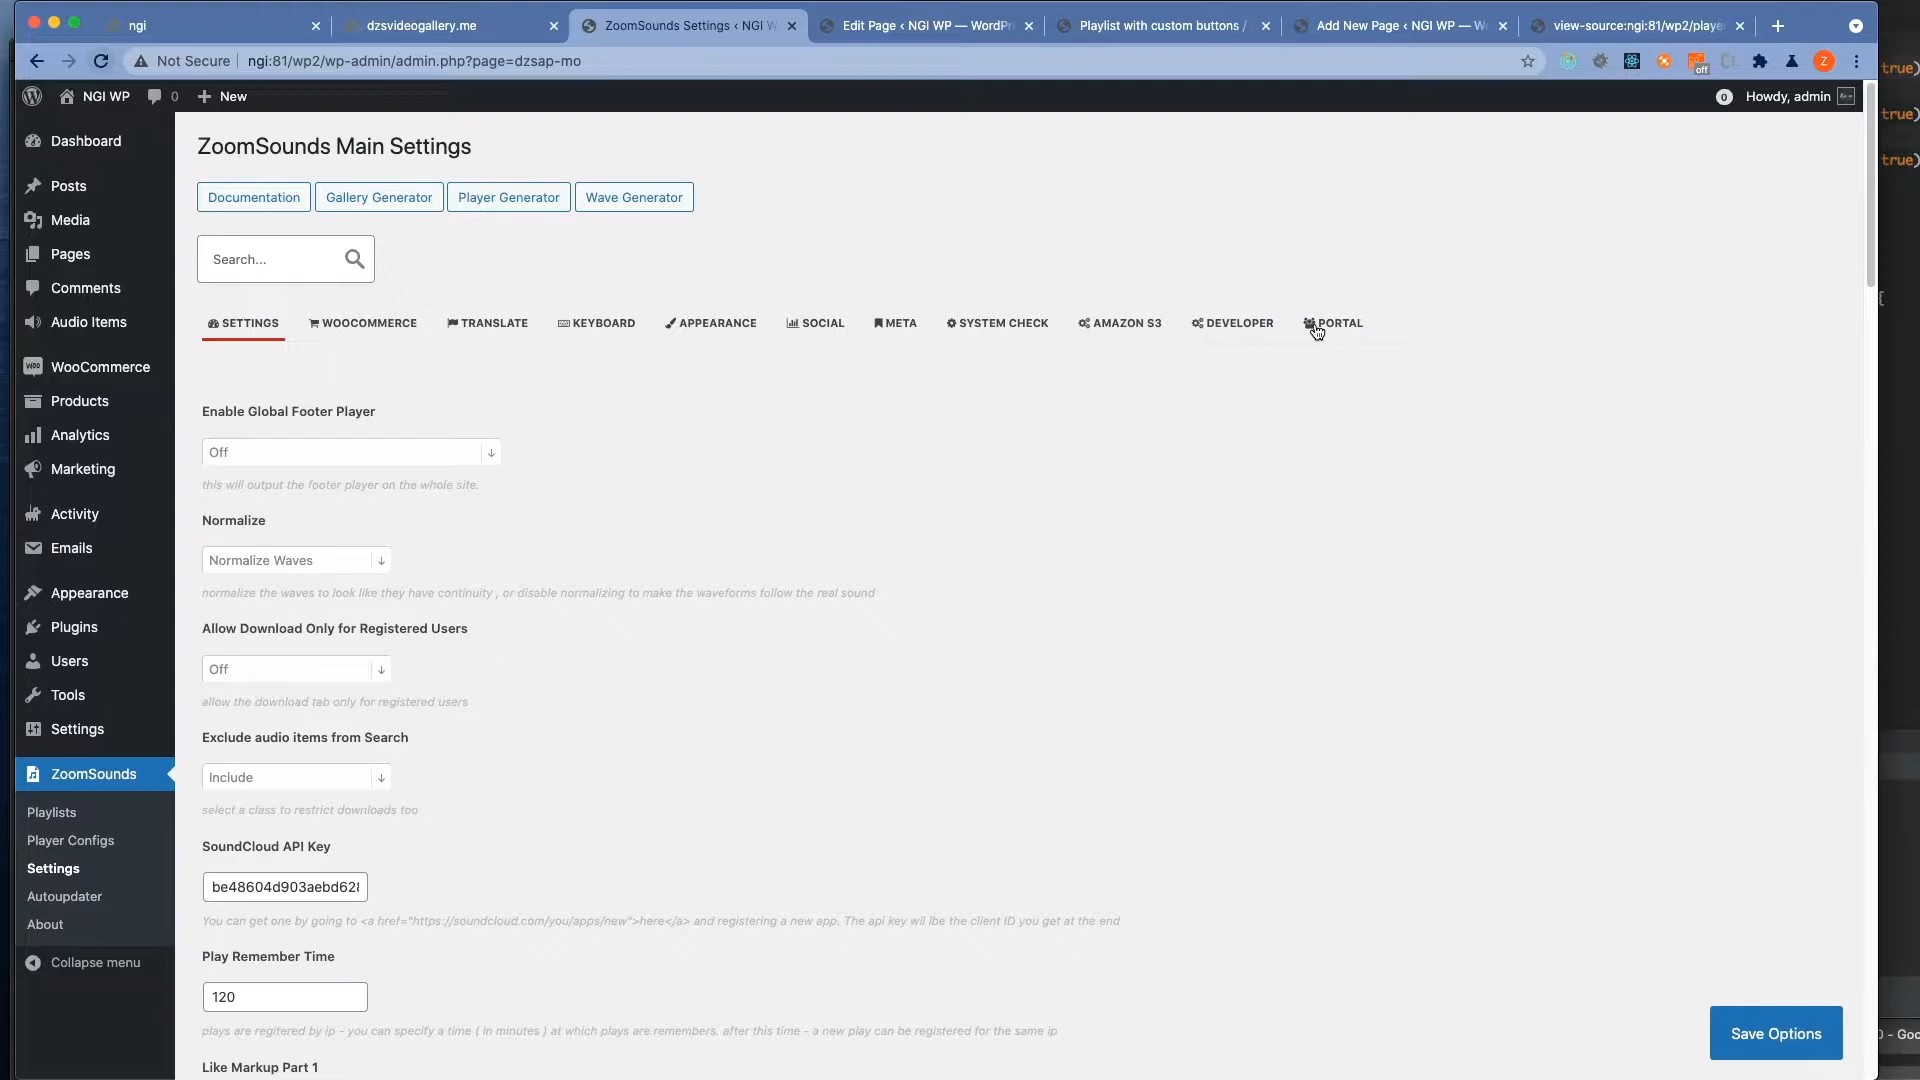 ngi
dzsvideogallery.me
ZoomSounds Settings ‹ NGI W
Edit Page ‹ NGI WP — WordPr
Playlist with custom buttons /
Add New Page ‹ NGI WP — W
view-source:ngi:81/wp2/playe
Not Secure
ngi:81/wp2/wp-admin/admin.php?page=dzsap-mo
off
Z
NGI WP
0
New
0
Howdy, admin
Dashboard
Posts
Media
Pages
Comments
Audio Items
WooCommerce
Products
Analytics
Marketing
Activity
Emails
Appearance
Plugins
Users
Tools
Settings
ZoomSounds
Playlists
Player Configs
Settings
Autoupdater
About
Collapse menu
ZoomSounds Main Settings
Documentation
Gallery Generator
Player Generator
Wave Generator
Search...
SETTINGS
WOOCOMMERCE
TRANSLATE
KEYBOARD
APPEARANCE
SOCIAL
META
SYSTEM CHECK
AMAZON S3
DEVELOPER
PORTAL
Enable Global Footer Player
Off
this will output the footer player on the whole site.
Normalize
Normalize Waves
normalize the waves to look like they have continuity , or disable normalizing to make the waveforms follow the real sound
Allow Download Only for Registered Users
Off
allow the download tab only for registered users
Exclude audio items from Search
Include
select a class to restrict downloads too
SoundCloud API Key
be48604d903aebd628
You can get one by going to <a href="https://soundcloud.com/you/apps/new">here</a> and registering a new app. The api key wil lbe the client ID you get at the end
Play Remember Time
120
plays are regitered by ip - you can specify a time ( in minutes ) at which plays are remembers. after this time - a new play can be registered for the same ip
Like Markup Part 1
Save Options
true)
true)
true)
{
0 - Goo